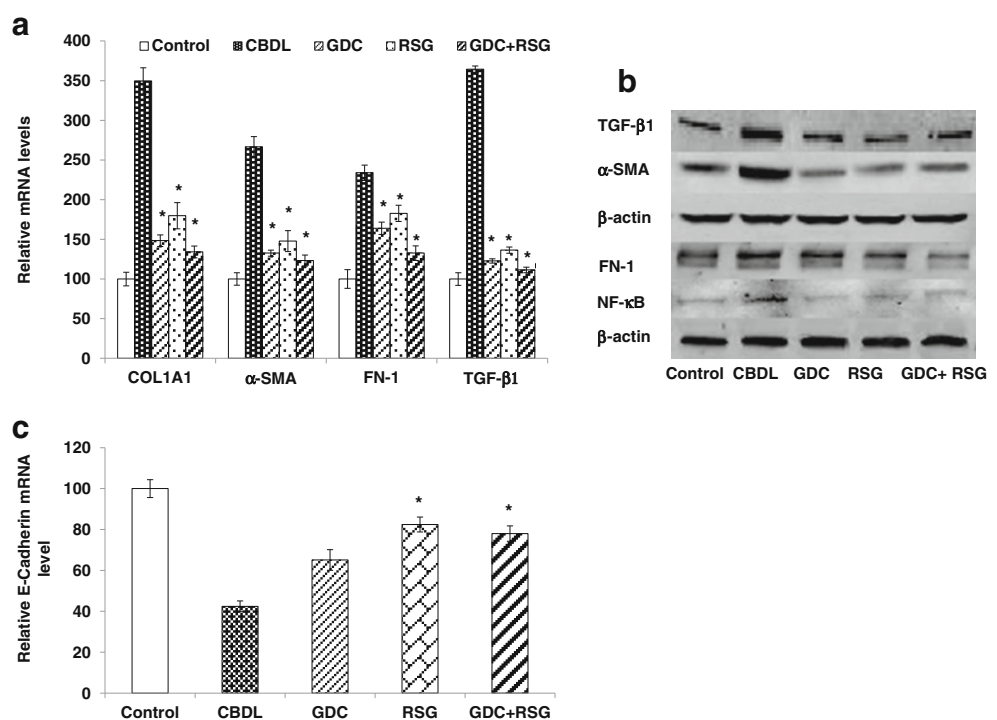 a
Control CBDL GDC RSG GDC+RSG
Relative mRNA levels
400
350
300
250
200
150
100
50
0
* * *
* * *
* * *
* * *
COL1A1 α-SMA FN-1 TGF-β1
b
TGF-β1
α-SMA
β-actin
FN-1
NF-κB
β-actin
Control CBDL GDC RSG GDC+ RSG
c
Relative E-Cadherin mRNA
level
120
100
80
60
40
20
0
* *
Control CBDL GDC RSG GDC+RSG